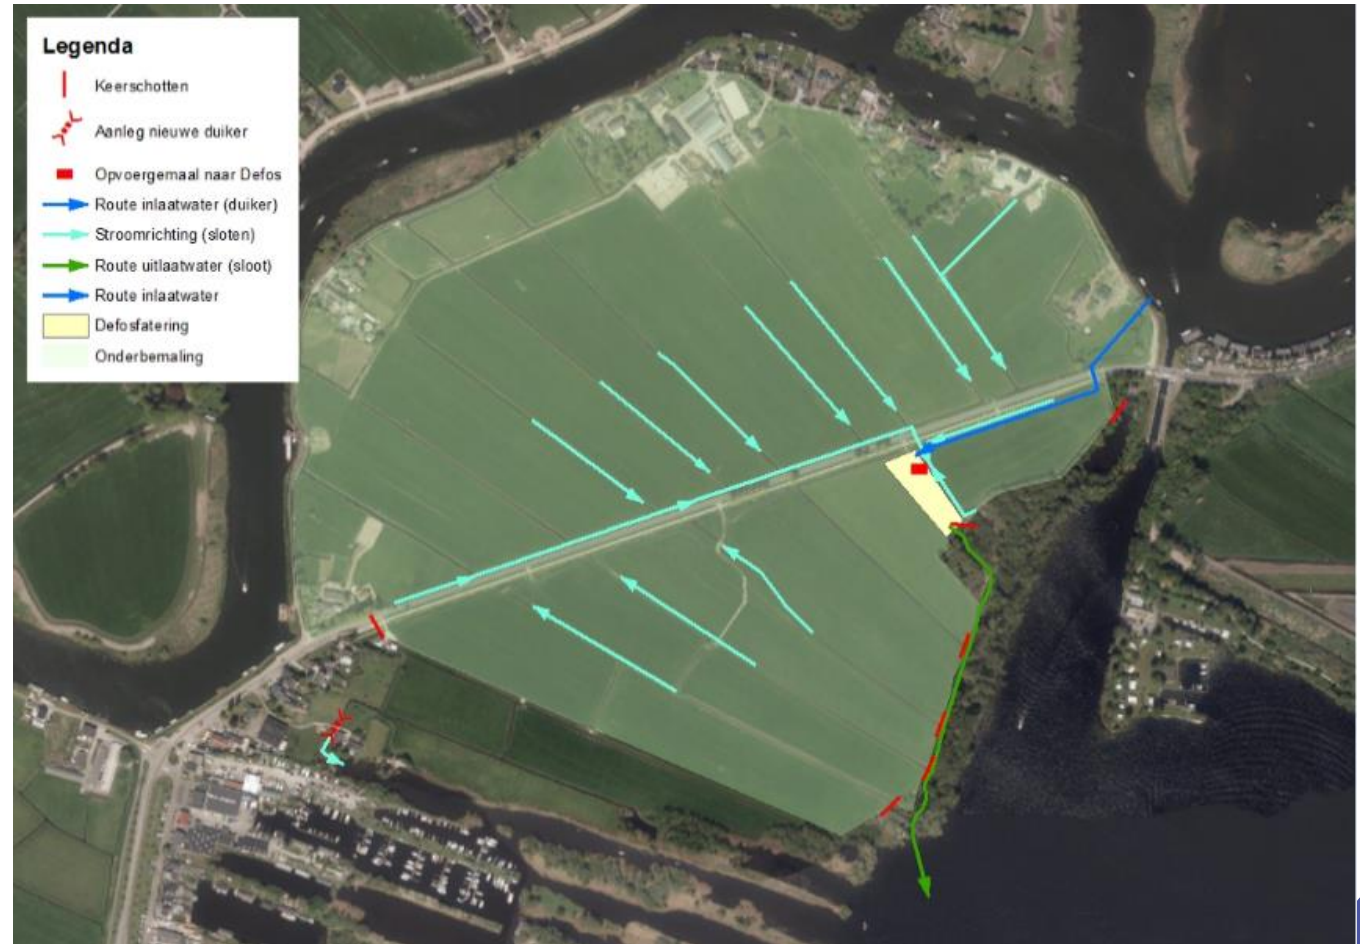 Legenda
Keerschotten
Aanleg nieuwe duiker
Opvoergemaal naar Defos
Route inlaatwater (duiker)
Stroomrichting (sloten)
Route uitlaatwater (sloot)
Route inlaatwater
Defosfatering
Onderbemaling